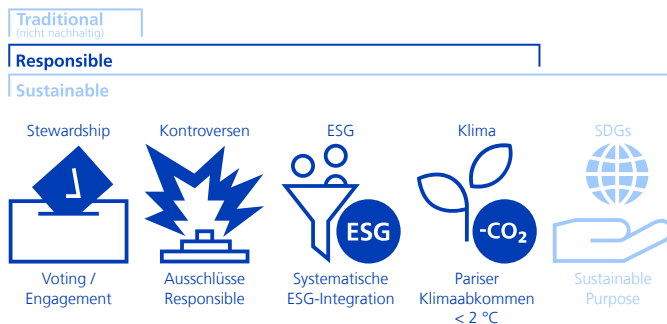 Traditional
(nicht nachhaltig)
Responsible
Sustainable
Stewardship
Kontroversen
ESG
Klima
SDGs
ESG
-CO₂
Voting /
Engagement
Ausschlüsse
Responsible
Systematische
ESG-Integration
Pariser
Klimaabkommen
< 2 °C
Sustainable
Purpose